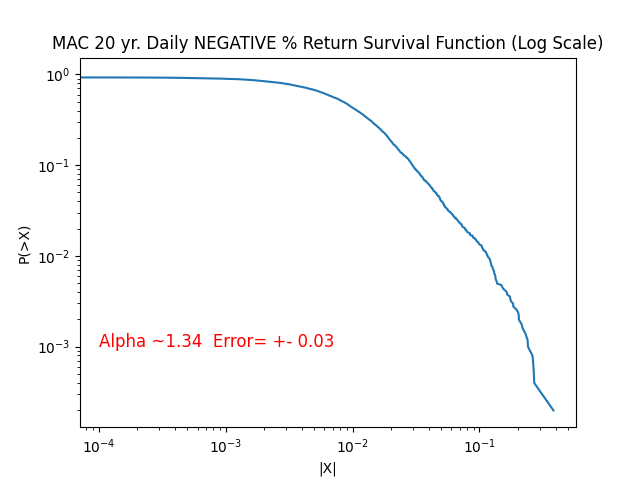 MAC 20 yr. Daily NEGATIVE % Return Survival Function (Log Scale)
10⁰
10⁻¹
10⁻²
10⁻³
P(>X)
Alpha ~1.34  Error= +- 0.03
10⁻⁴ 10⁻³ 10⁻² 10⁻¹
|X|